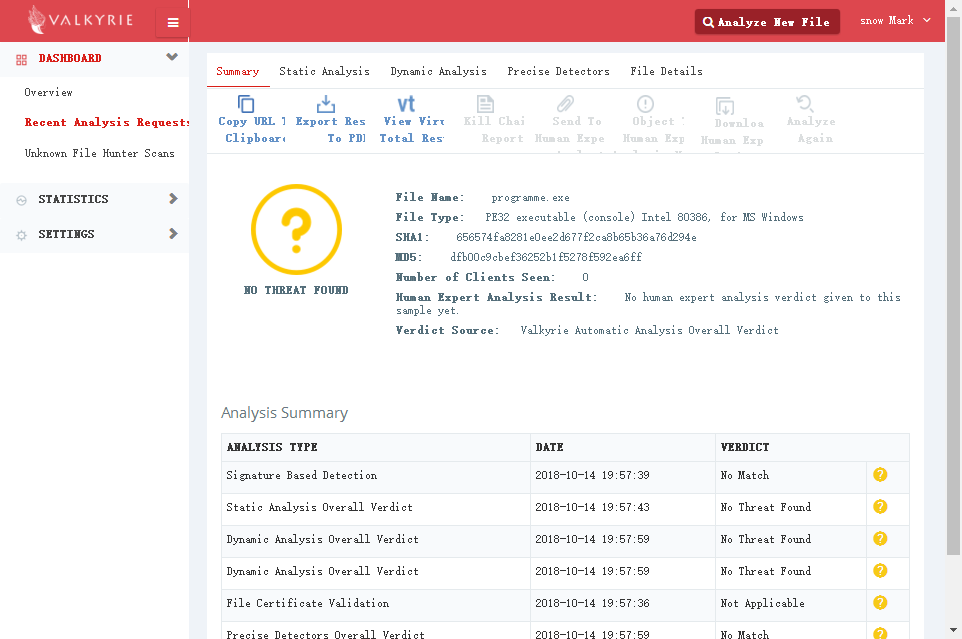 VALKYRIE
Analyze New File
snow Mark
DASHBOARD
Overview
Recent Analysis Requests
Unknown File Hunter Scans
STATISTICS
SETTINGS
Summary Static Analysis Dynamic Analysis Precise Detectors File Details
Copy URL T
Clipboard
Export Res
To PDF
vt
View Viru
Total Res
Kill Chai
Report
Send To
Human Expe
Object
Human Exp
Downloa
Human Exp
Analyze
Again
?
NO THREAT FOUND
File Name: programme.exe
File Type: PE32 executable (console) Intel 80386, for MS Windows
SHA1: 656574fa8281e0ee2d677f2ca8b65b36a76d294e
MD5: dfb00c9cbef36252b1f5278f592ea6ff
Number of Clients Seen: 0
Human Expert Analysis Result: No human expert analysis verdict given to this
sample yet.
Verdict Source: Valkyrie Automatic Analysis Overall Verdict
Analysis Summary
ANALYSIS TYPE DATE VERDICT
Signature Based Detection 2018-10-14 19:57:39 No Match ?
Static Analysis Overall Verdict 2018-10-14 19:57:43 No Threat Found ?
Dynamic Analysis Overall Verdict 2018-10-14 19:57:59 No Threat Found ?
Dynamic Analysis Overall Verdict 2018-10-14 19:57:59 No Threat Found ?
File Certificate Validation 2018-10-14 19:57:36 Not Applicable ?
Precise Detectors Overall Verdict 2018-10-14 19:57:59 No Match ?